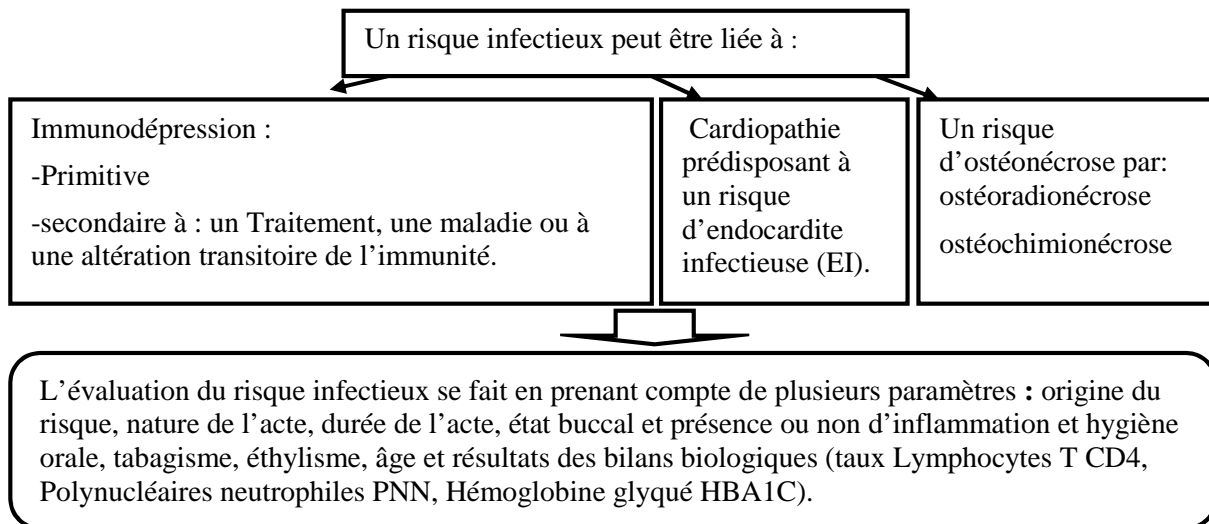 Un risque infectieux peut être liée à :
Immunodépression :
-Primitive
-secondaire à : un Traitement, une maladie ou à
une altération transitoire de l’immunité.
Cardiopathie
prédisposant à
un risque
d’endocardite
infectieuse (EI).
Un risque
d’ostéonécrose par:
ostéoradionécrose
ostéochimionécrose
L’évaluation du risque infectieux se fait en prenant compte de plusieurs paramètres : origine du
risque, nature de l’acte, durée de l’acte, état buccal et présence ou non d’inflammation et hygiène
orale, tabagisme, éthylisme, âge et résultats des bilans biologiques (taux Lymphocytes T CD4,
Polynucléaires neutrophiles PNN, Hémoglobine glyqué HBA1C).